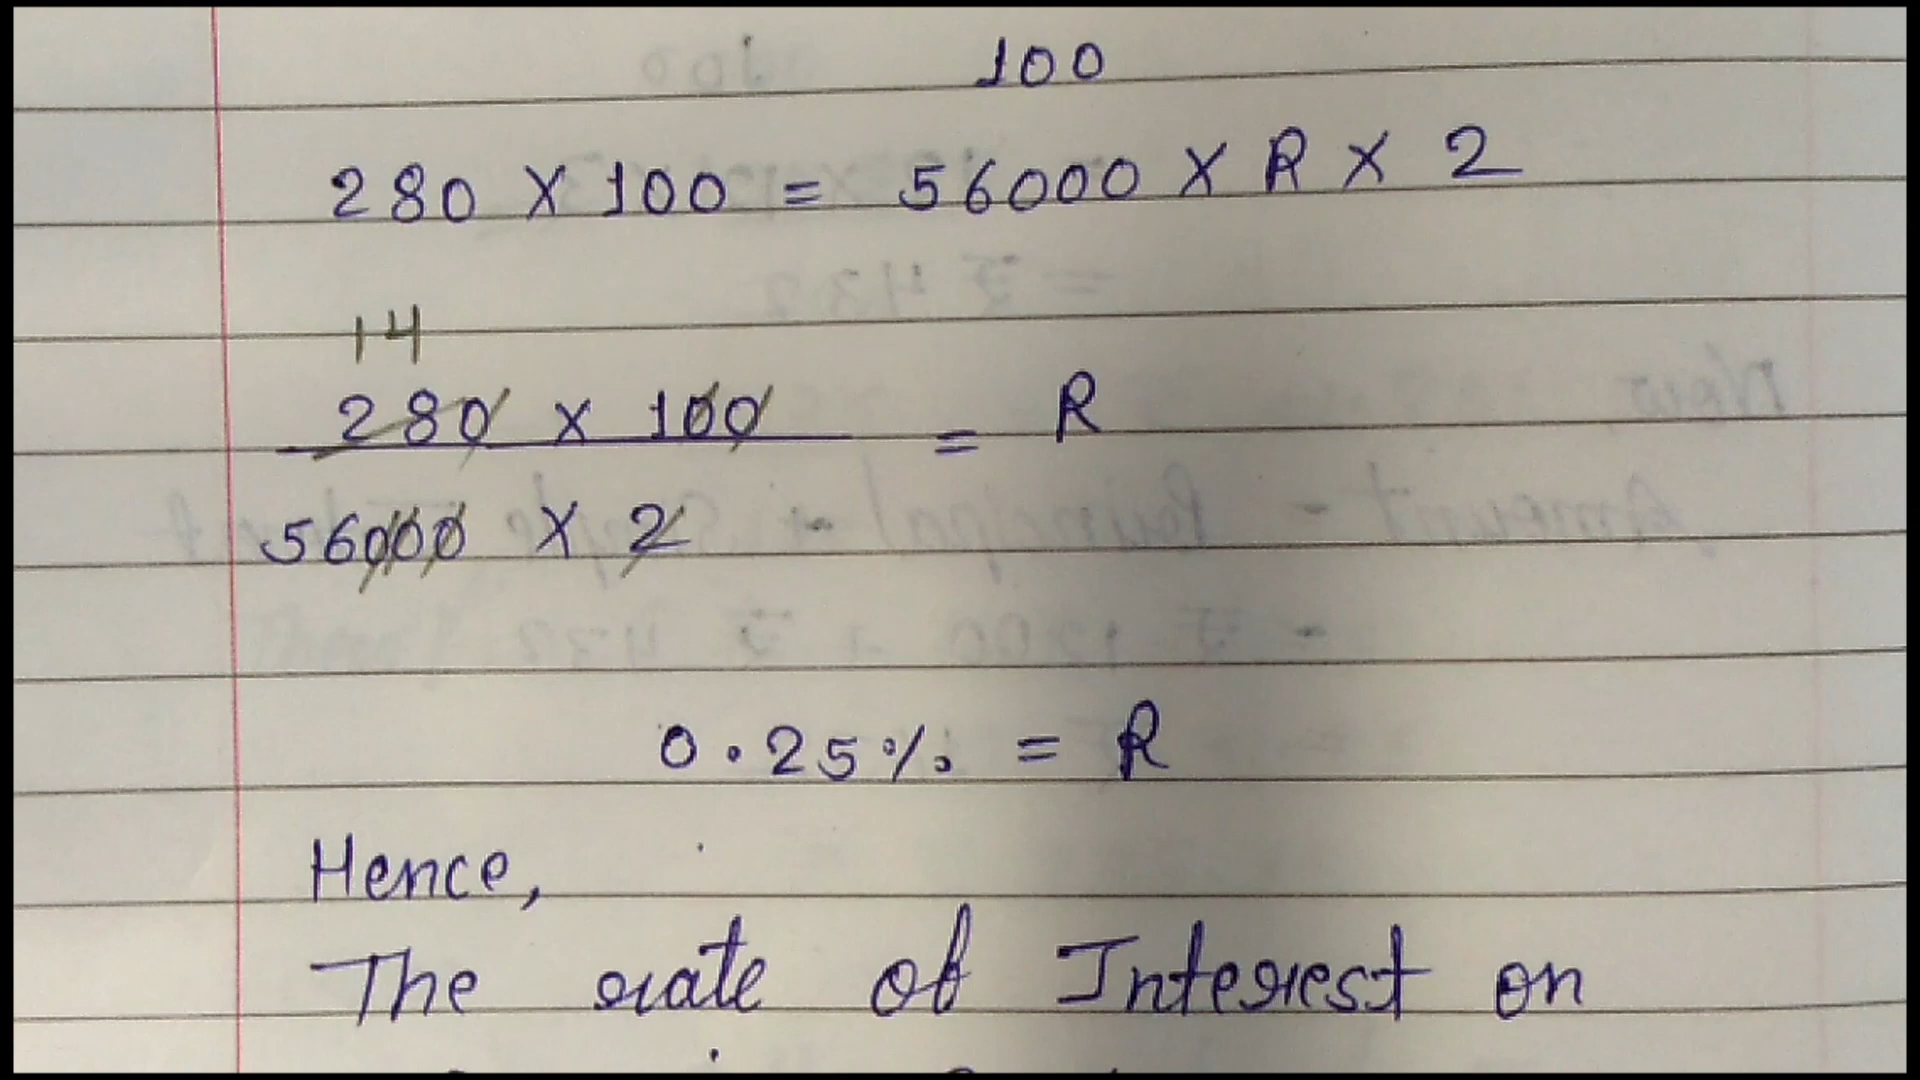 100
280 X 100 = 56000 X R X 2
14
280 x 100 = R
56000 X 2
0.25% = R
Hence,
The rate of Interest on